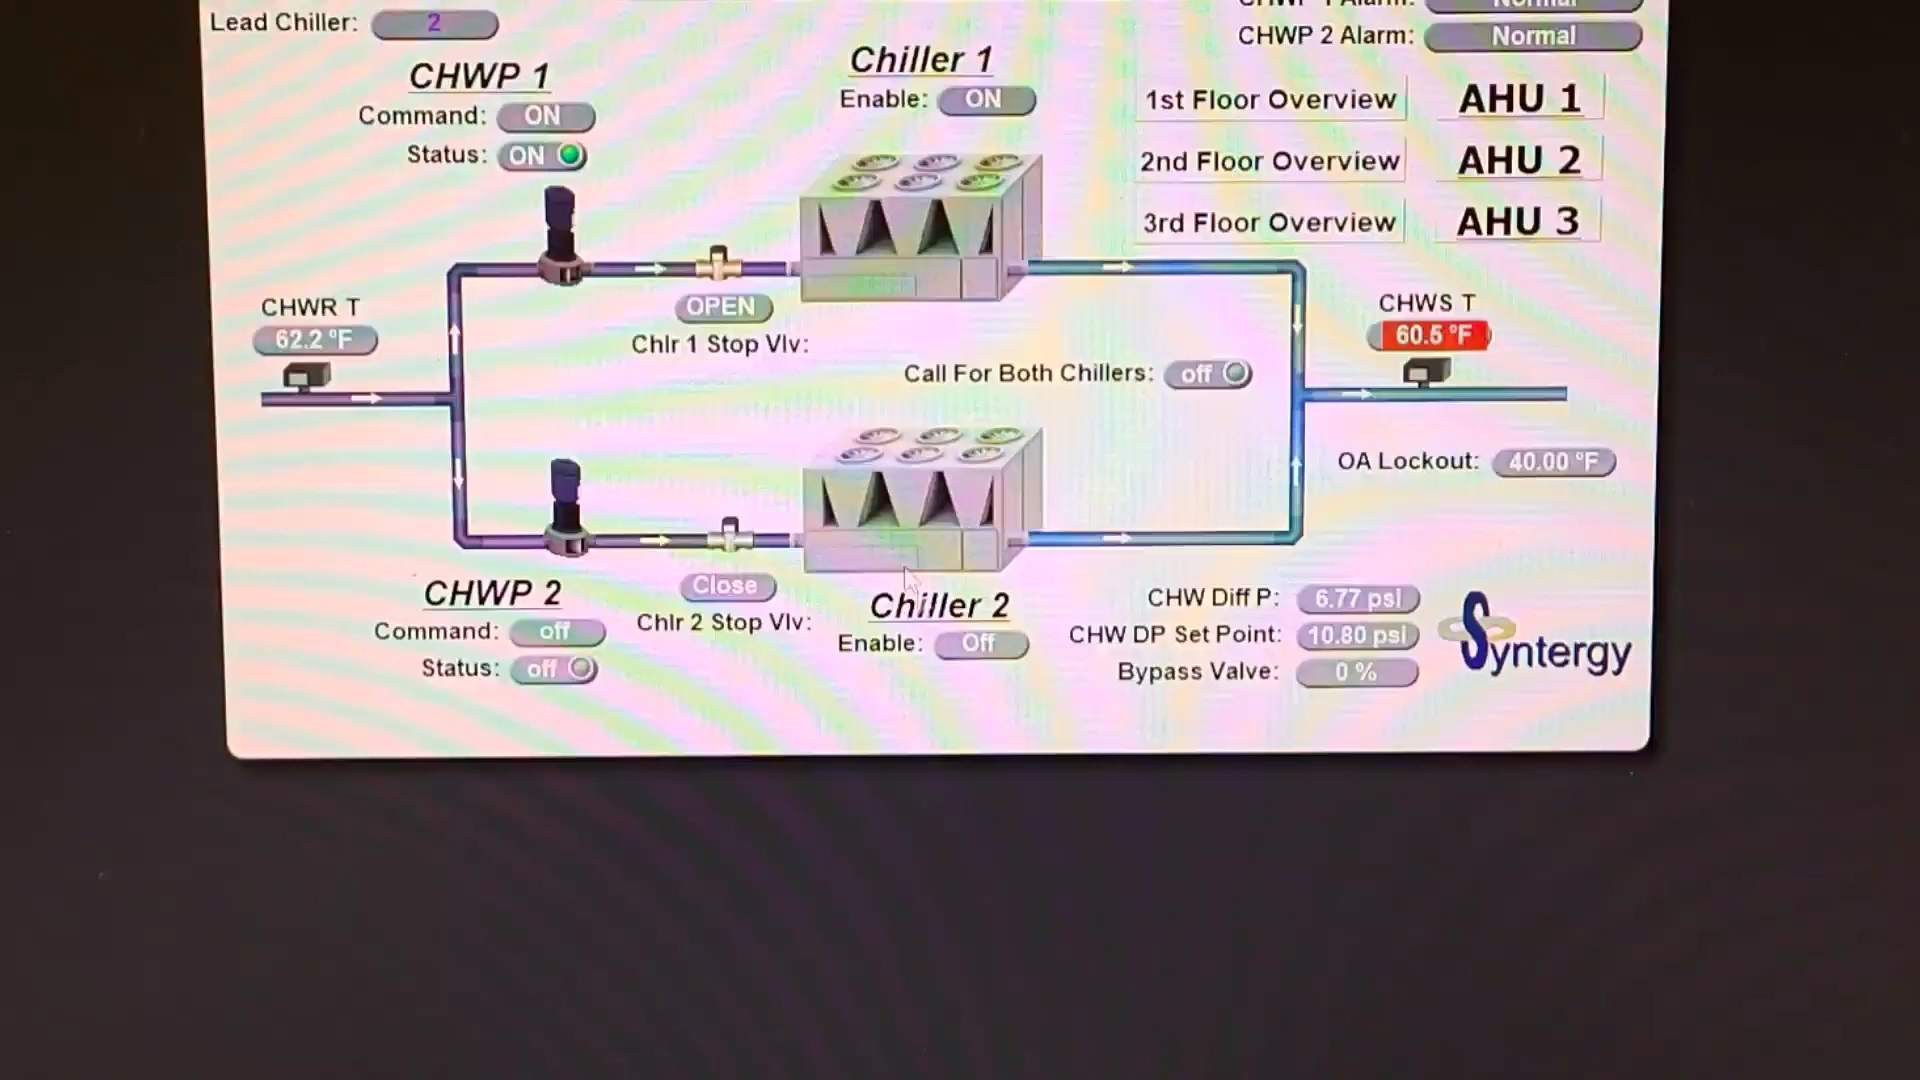 Lead Chiller: 2
CHWP 1 Alarm: Normal
CHWP 2 Alarm: Normal
CHWP 1
Command: ON
Status: ON
Chiller 1
Enable: ON
1st Floor Overview AHU 1
2nd Floor Overview AHU 2
3rd Floor Overview AHU 3
CHWR T
62.2 °F
OPEN
Chlr 1 Stop Vlv:
CHWS T
60.5 °F
Call For Both Chillers: off
OA Lockout: 40.00 °F
CHWP 2
Command: off
Status: off
Close
Chlr 2 Stop Vlv:
Chiller 2
Enable: Off
CHW Diff P: 6.77 psi
CHW DP Set Point: 10.80 psi
Bypass Valve: 0 %
Syntergy